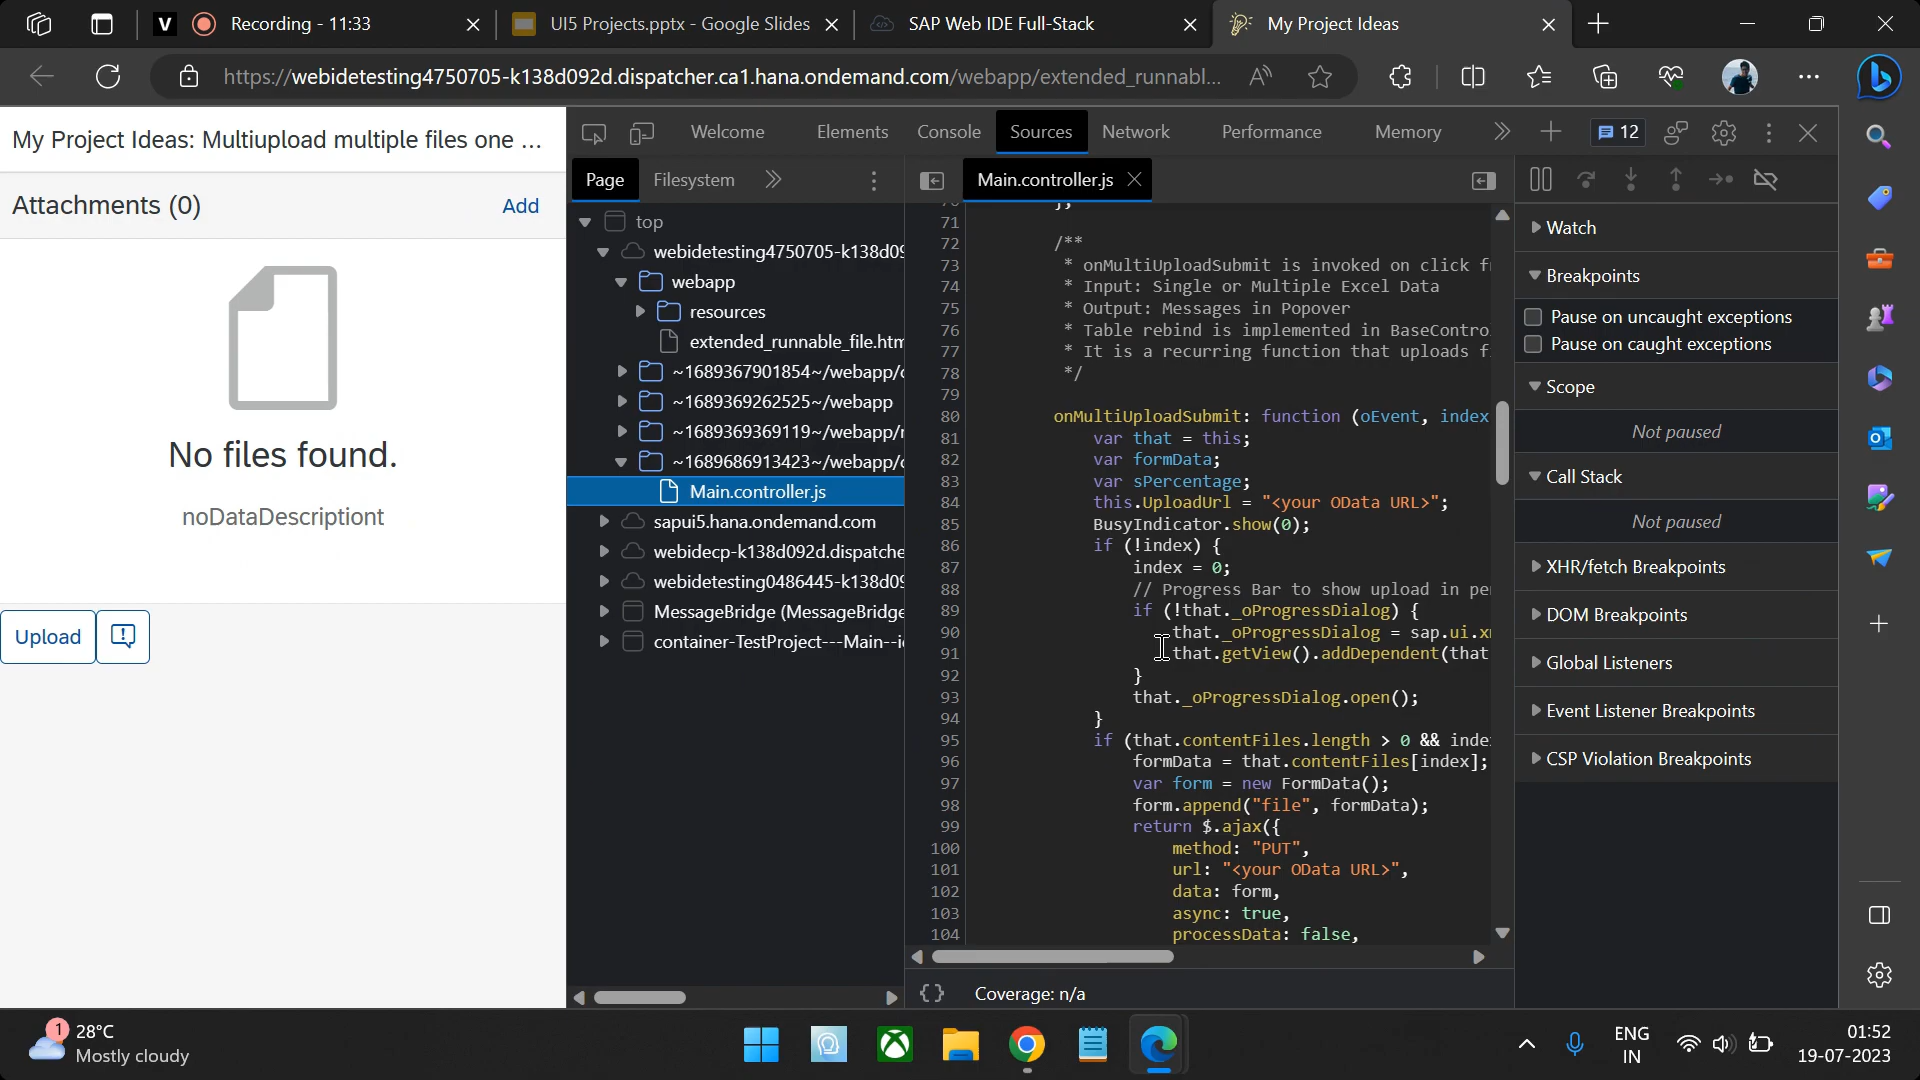 V Recording - 11:33
UI5 Projects.pptx - Google Slides
SAP Web IDE Full-Stack
My Project Ideas
https://webidetesting4750705-k138d092d.dispatcher.ca1.hana.ondemand.com/webapp/extended_runnabl...
My Project Ideas: Multiupload multiple files one ...
Attachments (0)
Add
No files found.
noDataDescriptiont
Upload
Welcome
Elements
Console
Sources
Network
Performance
Memory
12
Page
Filesystem
top
webidetesting4750705-k138d09
webapp
resources
extended_runnable_file.htm
~1689367901854~/webapp/c
~1689369262525~/webapp
~1689369369119~/webapp/
~1689686913423~/webapp/c
Main.controller.js
sapui5.hana.ondemand.com
webidecp-k138d092d.dispatche
webidetesting0486445-k138d09
MessageBridge (MessageBridge
container-TestProject---Main--i
Main.controller.js
71
72 /**
73 * onMultiUploadSubmit is invoked on click f
74 * Input: Single or Multiple Excel Data
75 * Output: Messages in Popover
76 * Table rebind is implemented in BaseContro
77 * It is a recurring function that uploads f
78 */
79
80 onMultiUploadSubmit: function (oEvent, index
81 var that = this;
82 var formData;
83 var sPercentage;
84 this.UploadUrl = "<your OData URL>";
85 BusyIndicator.show(0);
86 if (!index) {
87 index = 0;
88 // Progress Bar to show upload in pe
89 if (!that._oProgressDialog) {
90 that._oProgressDialog = sap.ui.x
91 that.getView().addDependent(that
92 }
93 that._oProgressDialog.open();
94 }
95 if (that.contentFiles.length > 0 && inde
96 formData = that.contentFiles[index];
97 var form = new FormData();
98 form.append("file", formData);
99 return $.ajax({
100 method: "PUT",
101 url: "<your OData URL>",
102 data: form,
103 async: true,
104 processData: false,
{} Coverage: n/a
Watch
Breakpoints
Pause on uncaught exceptions
Pause on caught exceptions
Scope
Not paused
Call Stack
Not paused
XHR/fetch Breakpoints
DOM Breakpoints
Global Listeners
Event Listener Breakpoints
CSP Violation Breakpoints
1
28°C
Mostly cloudy
ENG
IN
01:52
19-07-2023